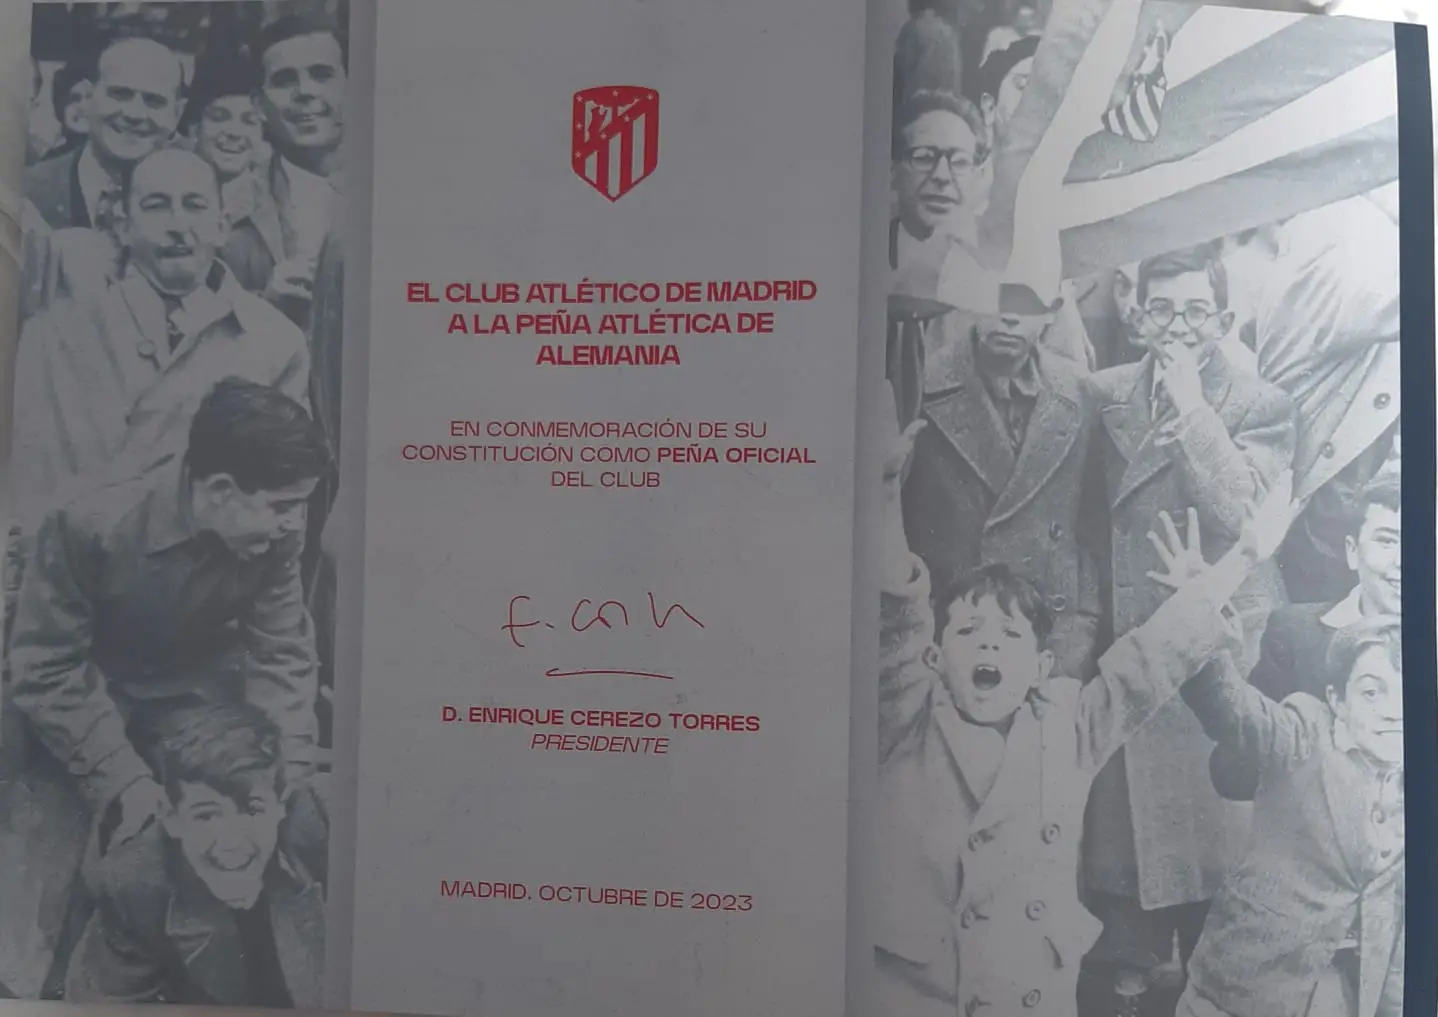 EL CLUB ATLÉTICO DE MADRID
A LA PEÑA ATLÉTICA DE
ALEMANIA
EN CONMEMORACIÓN DE SU
CONSTITUCIÓN COMO PEÑA OFICIAL
DEL CLUB
D. ENRIQUE CEREZO TORRES
PRESIDENTE
MADRID, OCTUBRE DE 2023